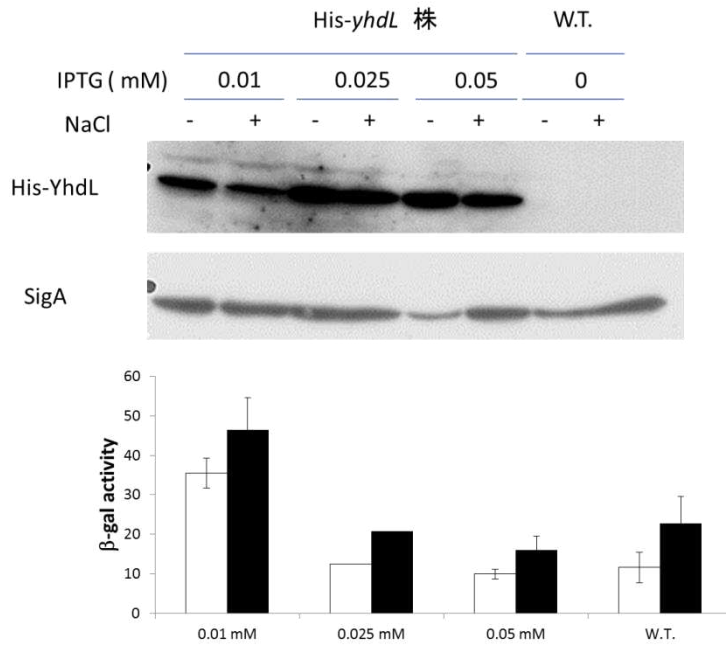 His-yhdL 株 W.T.
IPTG ( mM) 0.01 0.025 0.05 0
NaCl - + - + - + - +
His-YhdL
SigA
60
50
40
30
20
10
0
β-gal activity
0.01 mM 0.025 mM 0.05 mM W.T.